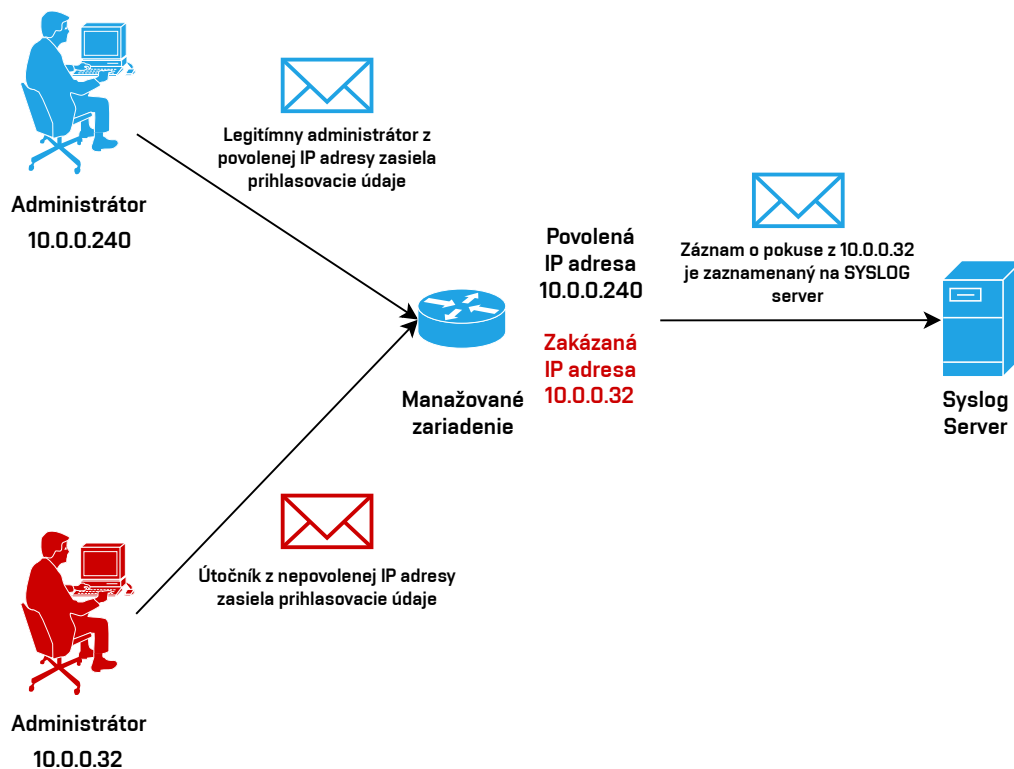 Legitímny administrátor z
povolenej IP adresy zasiela
prihlasovacie údaje
Administrátor
10.0.0.240
Povolená
IP adresa
10.0.0.240
Zakázaná
IP adresa
10.0.0.32
Záznam o pokuse z 10.0.0.32
je zaznamenaný na SYSLOG
server
Manažované
zariadenie
Syslog
Server
Útočník z nepovolenej IP adresy
zasiela prihlasovacie údaje
Administrátor
10.0.0.32